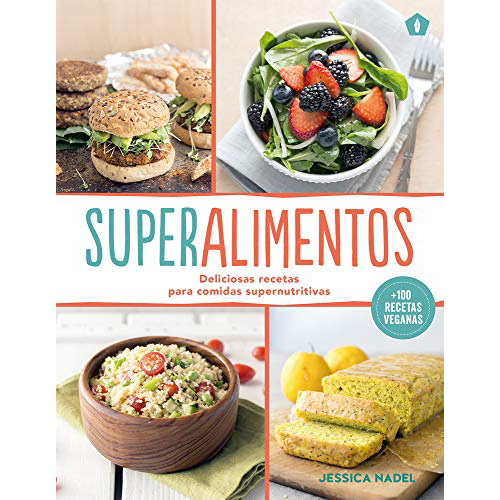 SUPERALIMENTOS
Deliciosas recetas
para comidas supernutritivas
+100
RECETAS
VEGANAS
JESSICA NADEL